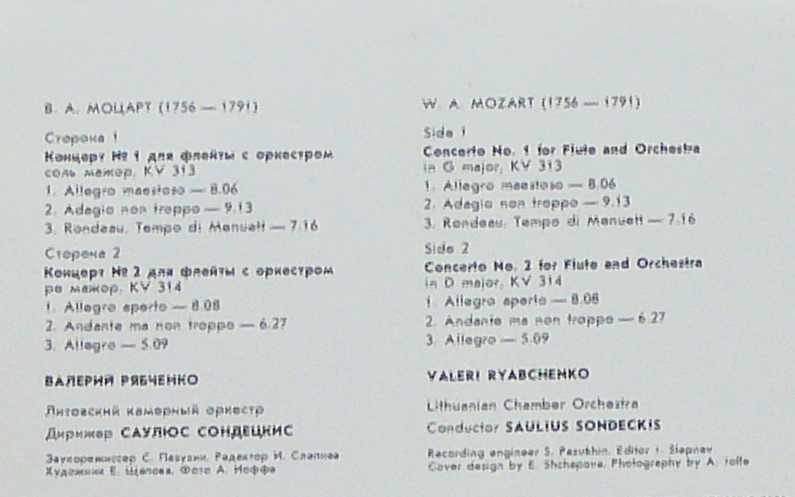 В. А. МОЦАРТ (1756 — 1791)
Сторона 1
Концерт № 1 для флейты с оркестром
соль мажор, KV 313
1. Allegro maestoso — 8.06
2. Adagio non troppo — 9.13
3. Rondeau. Tempo di Menuett — 7.16
Сторона 2
Концерт № 2 для флейты с оркестром
ре мажор, KV 314
1. Allegro aperto — 8.08
2. Andante ma non troppo — 6.27
3. Allegro — 5.09
ВАЛЕРИЙ РЯБЧЕНКО
Литовский камерный оркестр
Дирижер САУЛЮС СОНДЕЦКИС
Звукорежиссер С. Пазухин. Редактор И. Слепнев
Художник Е. Щепова. Фото А. Иоффе
W. A. MOZART (1756 — 1791)
Side 1
Concerto No. 1 for Flute and Orchestra
in G major, KV 313
1. Allegro maestoso — 8.06
2. Adagio non troppo — 9.13
3. Rondeau. Tempo di Menuett — 7.16
Side 2
Concerto No. 2 for Flute and Orchestra
in D major, KV 314
1. Allegro aperto — 8.08
2. Andante ma non troppo — 6.27
3. Allegro — 5.09
VALERI RYABCHENKO
Lithuanian Chamber Orchestra
Conductor SAULIUS SONDECKIS
Recording engineer S. Pazukhin. Editor I. Slepnev
Cover design by E. Shchepova. Photography by A. Ioffe